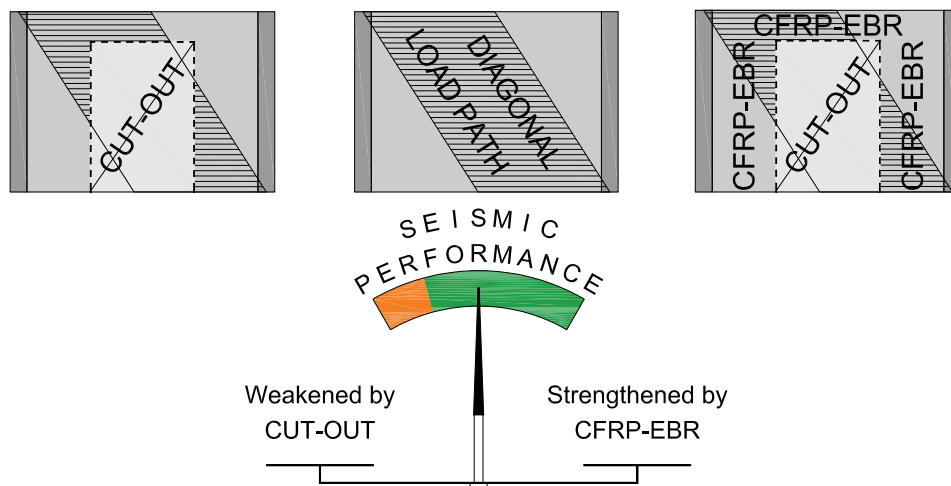 CUT-OUT
DIAGONAL
LOAD PATH
CFRP-EBR
CFRP-EBR
CUT-OUT
CFRP-EBR
SEISMIC
PERFORMANCE
Weakened by
CUT-OUT
Strengthened by
CFRP-EBR